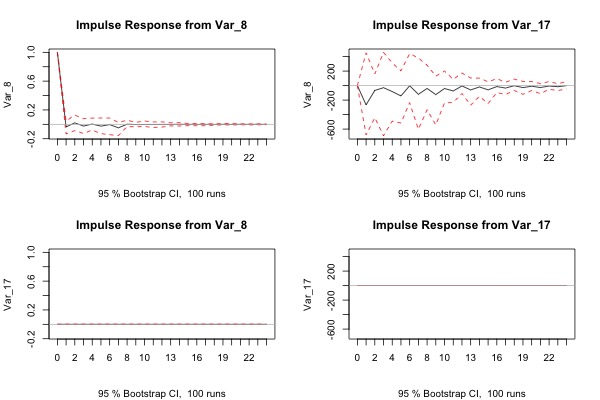 Impulse Response from Var_8
Var_8
1.0
0.6
0.2
-0.2
0 2 4 6 8 10 13 16 19 22
95 % Bootstrap CI, 100 runs
Impulse Response from Var_17
Var_8
200
-200
-600
0 2 4 6 8 10 13 16 19 22
95 % Bootstrap CI, 100 runs
Impulse Response from Var_8
Var_17
1.0
0.6
0.2
-0.2
0 2 4 6 8 10 13 16 19 22
95 % Bootstrap CI, 100 runs
Impulse Response from Var_17
Var_17
200
-200
-600
0 2 4 6 8 10 13 16 19 22
95 % Bootstrap CI, 100 runs